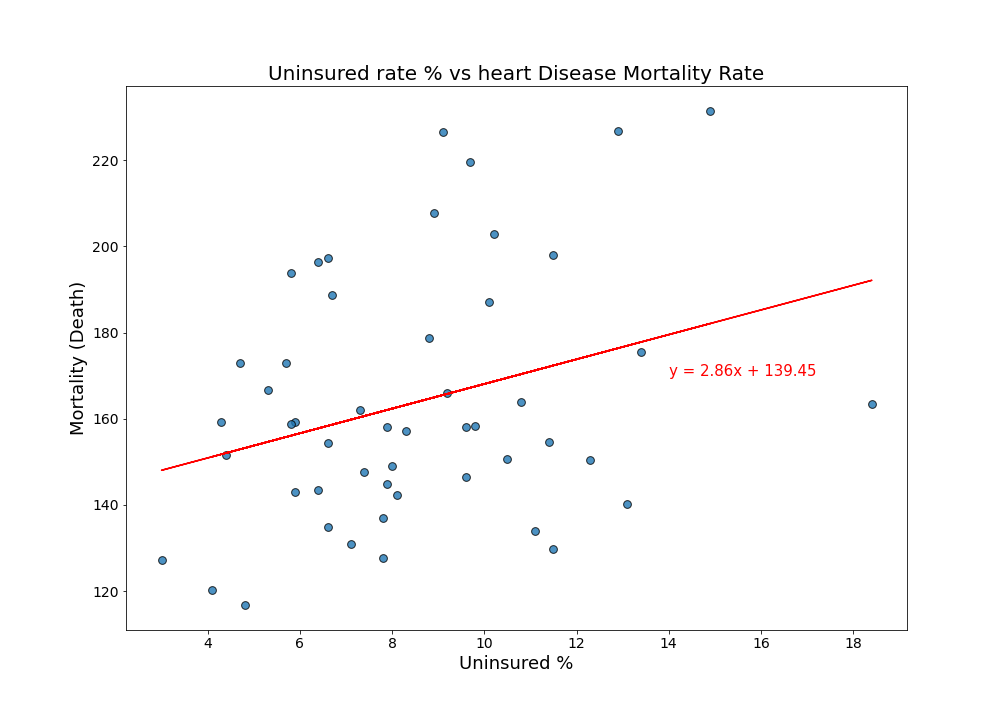 Uninsured rate % vs heart Disease Mortality Rate
Mortality (Death)
220
200
180
160
140
120
y = 2.86x + 139.45
4 6 8 10 12 14 16 18
Uninsured %